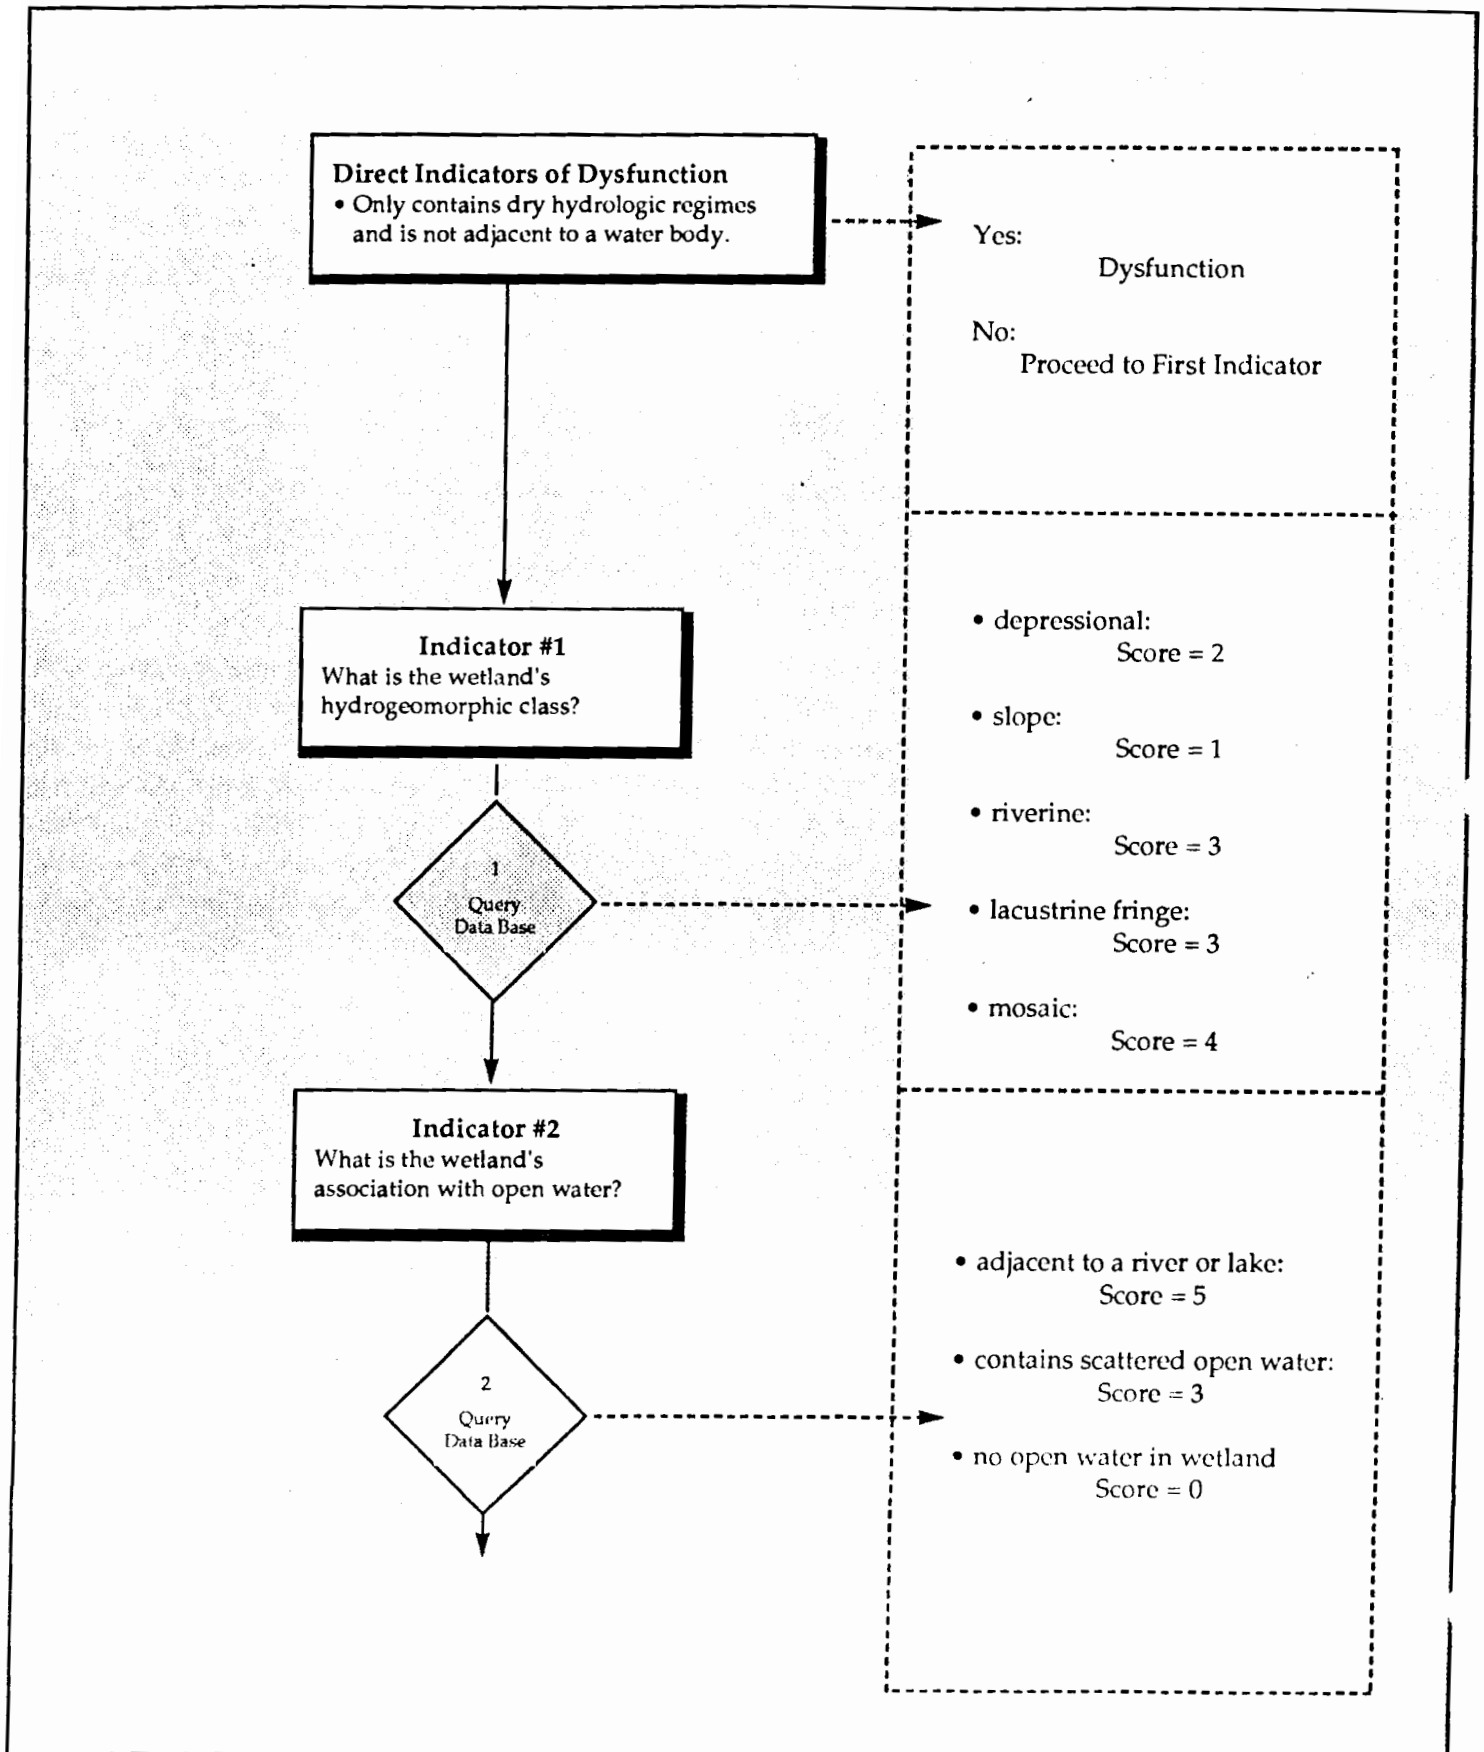 Direct Indicators of Dysfunction
• Only contains dry hydrologic regimes
and is not adjacent to a water body.
Yes:
Dysfunction
No:
Proceed to First Indicator
Indicator #1
What is the wetland's
hydrogeomorphic class?
1
Query
Data Base
• depressional:
Score = 2
• slope:
Score = 1
• riverine:
Score = 3
• lacustrine fringe:
Score = 3
• mosaic:
Score = 4
Indicator #2
What is the wetland's
association with open water?
2
Query
Data Base
• adjacent to a river or lake:
Score = 5
• contains scattered open water:
Score = 3
• no open water in wetland
Score = 0